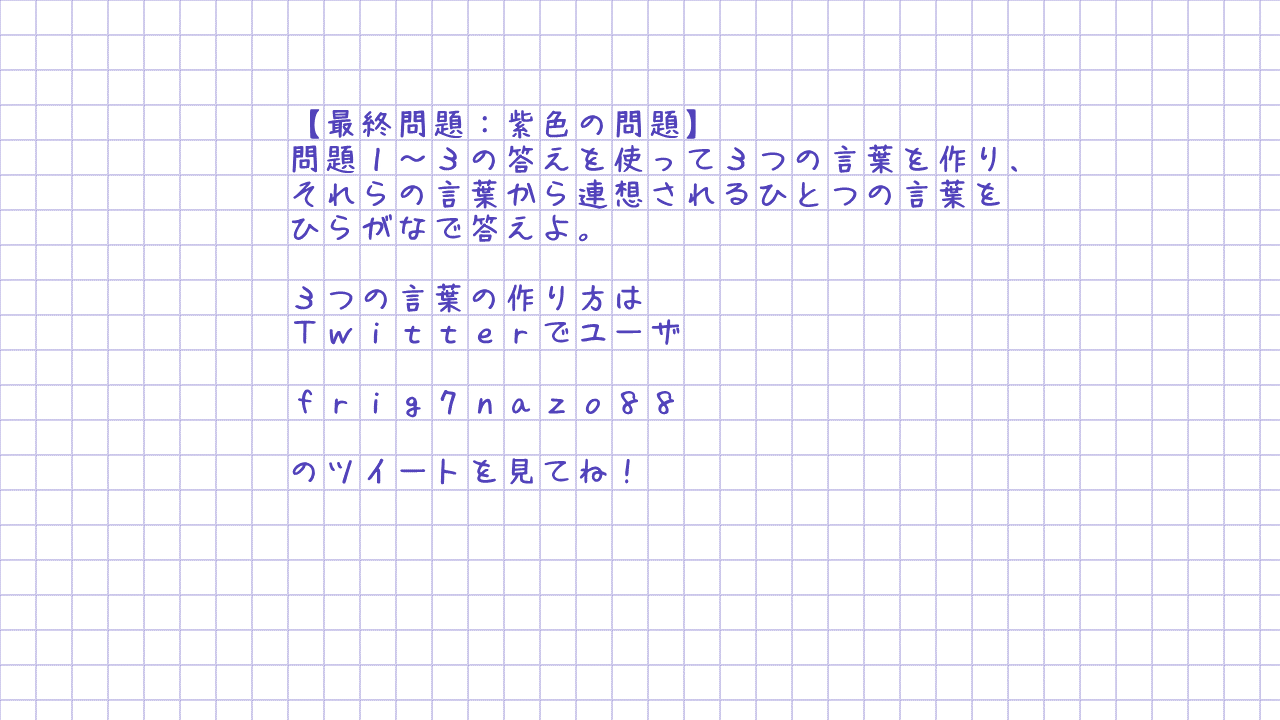 【最終問題：紫色の問題】
問題１～３の答えを使って３つの言葉を作り、
それらの言葉から連想されるひとつの言葉を
ひらがなで答えよ。
３つの言葉の作り方は
Ｔｗｉｔｔｅｒでユーザ
ｆｒｉｇ７ｎａｚｏ８８
のツイートを見てね！